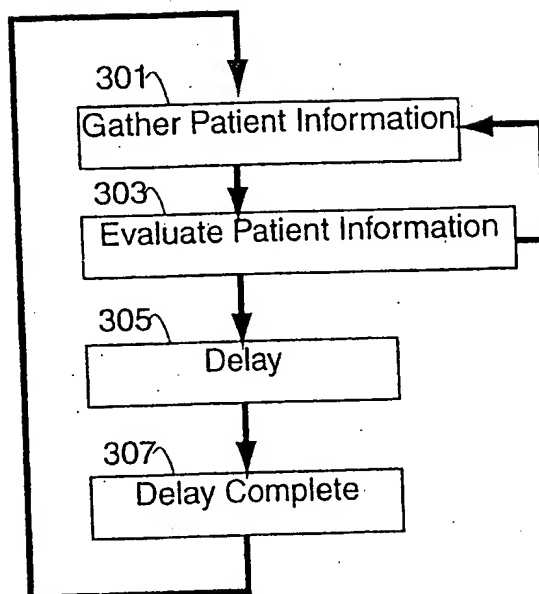 301
Gather Patient Information
303
Evaluate Patient Information
305
Delay
307
Delay Complete